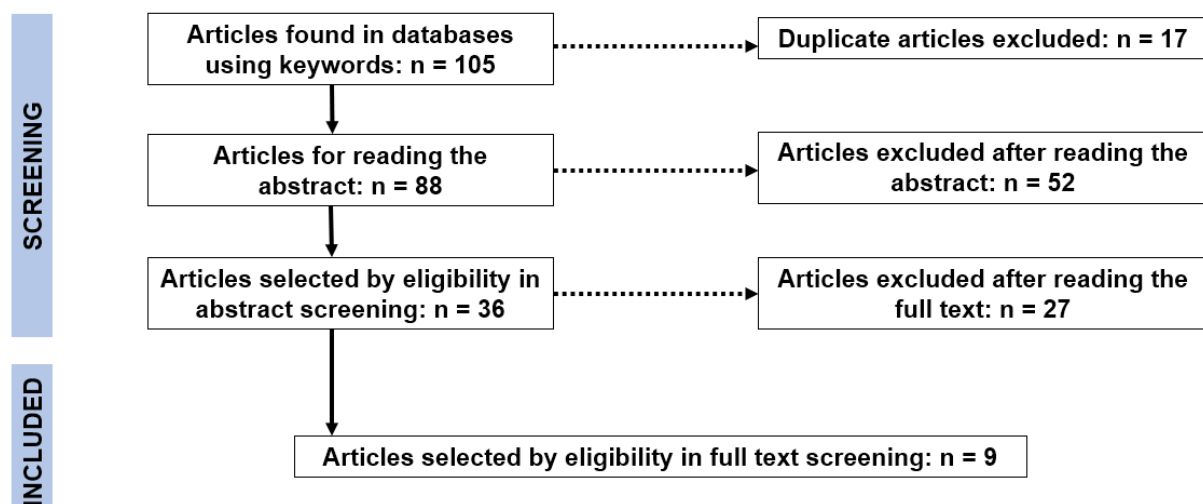 SCREENING
Articles found in databases
using keywords: n = 105
Duplicate articles excluded: n = 17
Articles for reading the
abstract: n = 88
Articles excluded after reading the
abstract: n = 52
Articles selected by eligibility in
abstract screening: n = 36
Articles excluded after reading the
full text: n = 27
INCLUDED
Articles selected by eligibility in full text screening: n = 9